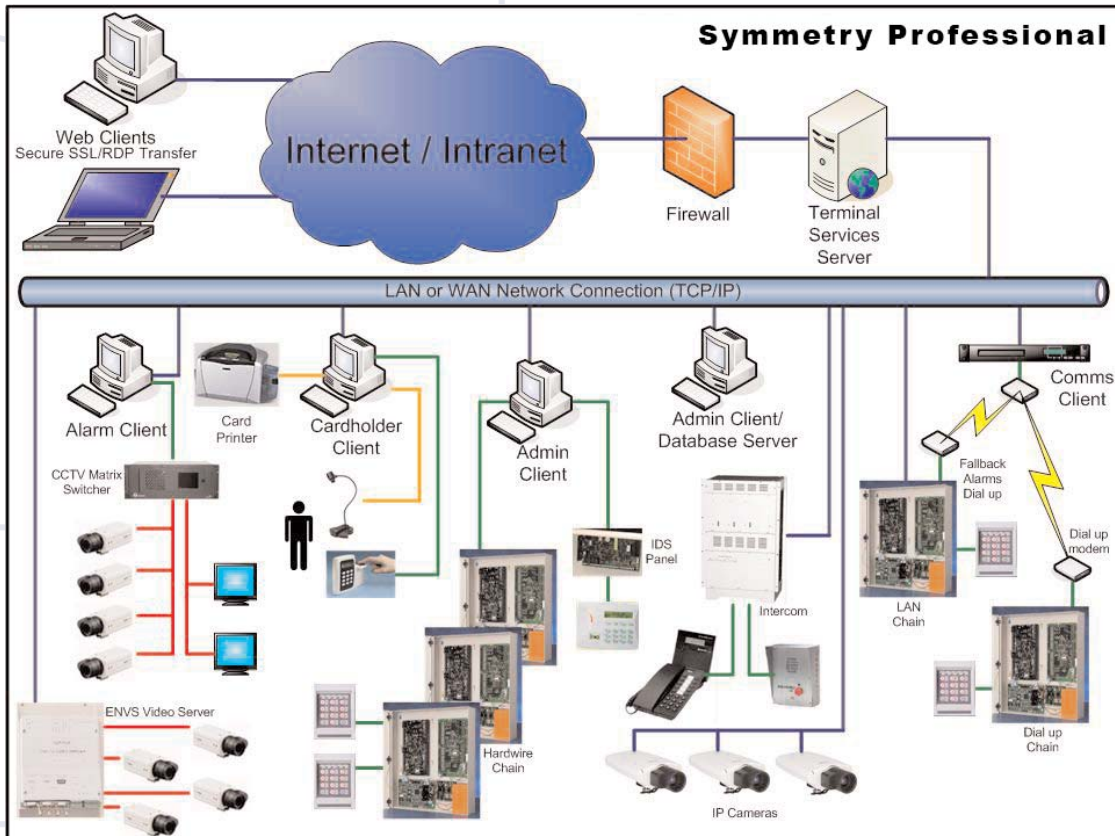 Symmetry Professional
Web Clients
Secure SSL/RDP Transfer
Internet / Intranet
Firewall
Terminal
Services
Server
LAN or WAN Network Connection (TCP/IP)
Alarm Client
Card
Printer
Cardholder
Client
Admin
Client
Admin Client/
Database Server
Comms
Client
CCTV Matrix
Switcher
Fallback
Alarms
Dial up
IDS
Panel
Dial up
modem
Intercom
LAN
Chain
ENVS Video Server
Hardwire
Chain
Dial up
Chain
IP Cameras